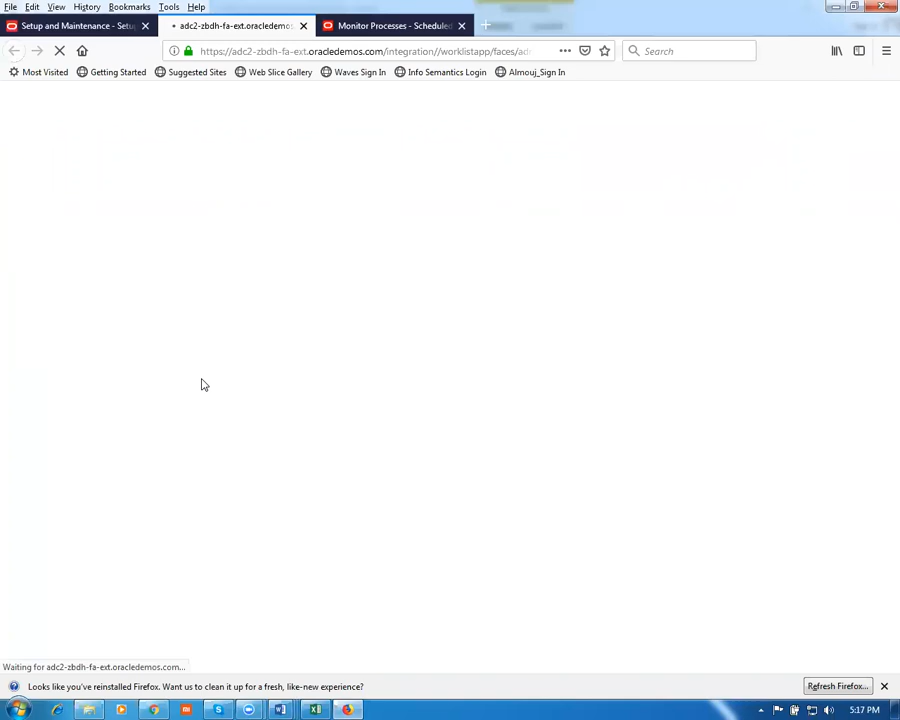 File Edit View History Bookmarks Tools Help
Setup and Maintenance - Setu
adc2-zbdh-fa-ext.oracledemos.
Monitor Processes - Scheduled
https://adc2-zbdh-fa-ext.oracledemos.com/integration//worklistapp/faces/ad
Search
Most Visited Getting Started Suggested Sites Web Slice Gallery Waves Sign In Info Semantics Login Almouj_Sign In
Waiting for adc2-zbdh-fa-ext.oracledemos.com...
Looks like you've reinstalled Firefox. Want us to clean it up for a fresh, like-new experience?
Refresh Firefox...
5:17 PM